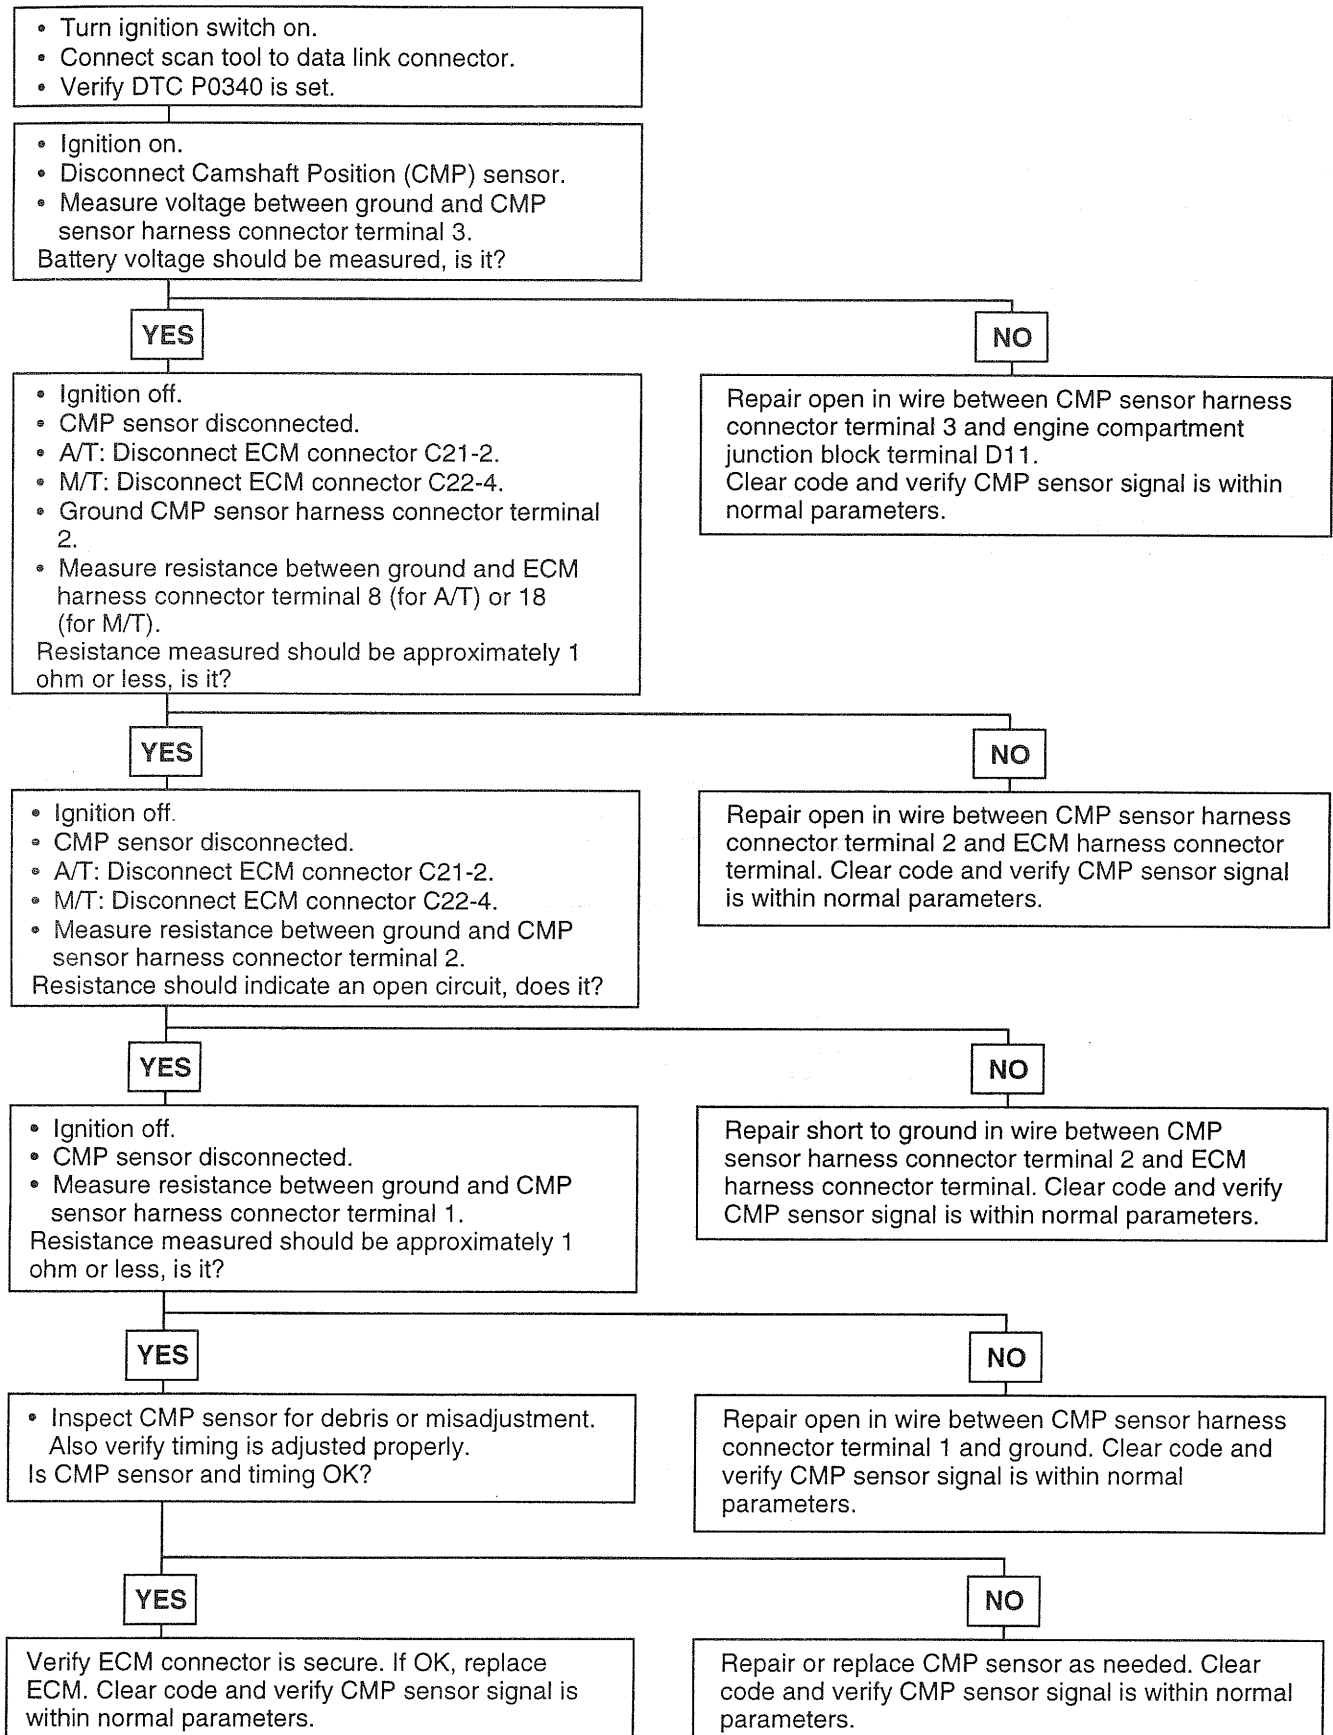 • Turn ignition switch on.
• Connect scan tool to data link connector.
• Verify DTC P0340 is set.
• Ignition on.
• Disconnect Camshaft Position (CMP) sensor.
• Measure voltage between ground and CMP
sensor harness connector terminal 3.
Battery voltage should be measured, is it?
YES
NO
• Ignition off.
• CMP sensor disconnected.
• A/T: Disconnect ECM connector C21-2.
• M/T: Disconnect ECM connector C22-4.
• Ground CMP sensor harness connector terminal
2.
• Measure resistance between ground and ECM
harness connector terminal 8 (for A/T) or 18
(for M/T).
Resistance measured should be approximately 1
ohm or less, is it?
Repair open in wire between CMP sensor harness
connector terminal 3 and engine compartment
junction block terminal D11.
Clear code and verify CMP sensor signal is within
normal parameters.
YES
NO
• Ignition off.
• CMP sensor disconnected.
• A/T: Disconnect ECM connector C21-2.
• M/T: Disconnect ECM connector C22-4.
• Measure resistance between ground and CMP
sensor harness connector terminal 2.
Resistance should indicate an open circuit, does it?
Repair open in wire between CMP sensor harness
connector terminal 2 and ECM harness connector
terminal. Clear code and verify CMP sensor signal
is within normal parameters.
YES
NO
• Ignition off.
• CMP sensor disconnected.
• Measure resistance between ground and CMP
sensor harness connector terminal 1.
Resistance measured should be approximately 1
ohm or less, is it?
Repair short to ground in wire between CMP
sensor harness connector terminal 2 and ECM
harness connector terminal. Clear code and verify
CMP sensor signal is within normal parameters.
YES
NO
• Inspect CMP sensor for debris or misadjustment.
Also verify timing is adjusted properly.
Is CMP sensor and timing OK?
Repair open in wire between CMP sensor harness
connector terminal 1 and ground. Clear code and
verify CMP sensor signal is within normal
parameters.
YES
NO
Verify ECM connector is secure. If OK, replace
ECM. Clear code and verify CMP sensor signal is
within normal parameters.
Repair or replace CMP sensor as needed. Clear
code and verify CMP sensor signal is within normal
parameters.